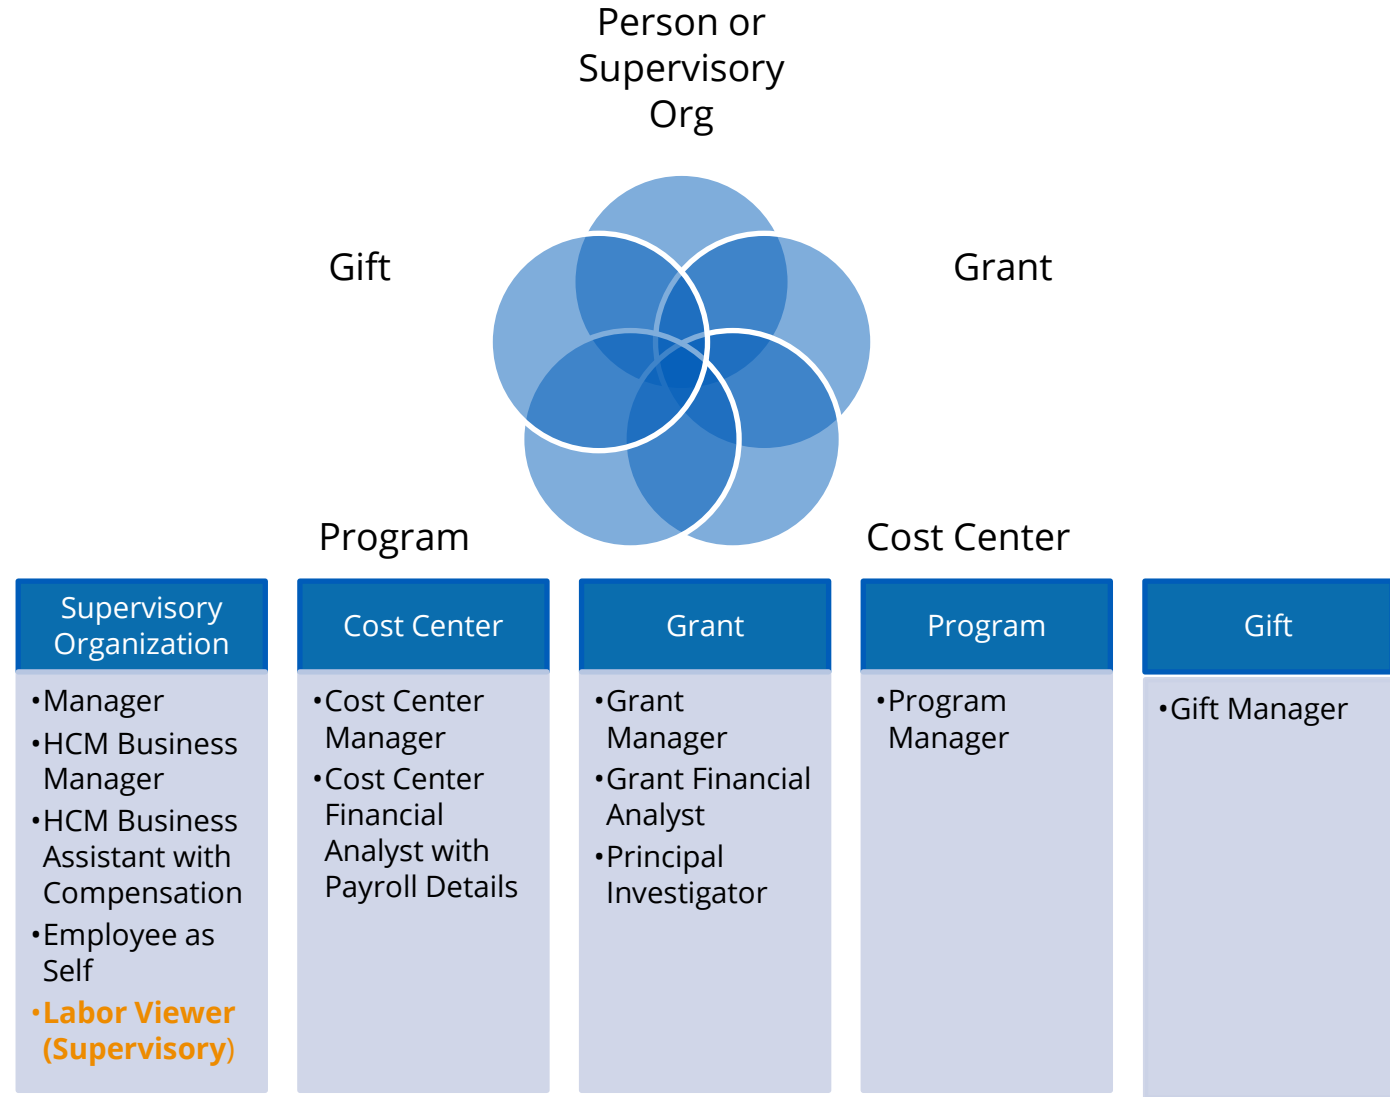 Person or
Supervisory
Org
Gift
Grant
Program
Cost Center
Supervisory
Organization
•Manager
•HCM Business
Manager
•HCM Business
Assistant with
Compensation
•Employee as
Self
•Labor Viewer
(Supervisory)
Cost Center
•Cost Center
Manager
•Cost Center
Financial
Analyst with
Payroll Details
Grant
•Grant
Manager
•Grant Financial
Analyst
•Principal
Investigator
Program
•Program
Manager
Gift
•Gift Manager